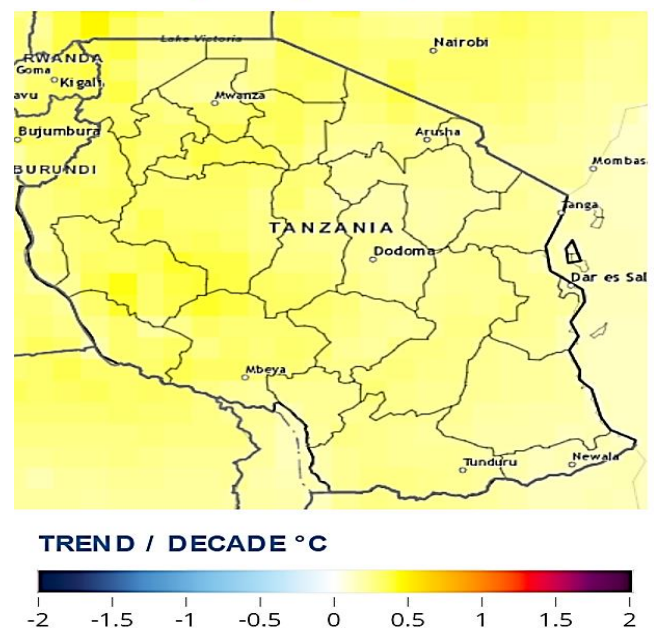 Lake Victoria
Nairobi
RWANDA
Goma
Kigali
avu
Mwanza
Bujumbura
Arusha
BURUNDI
Mombas
Tanga
TANZANIA
Dodoma
Dar es Sal
Mbeya
Tunduru
Newala
TREND / DECADE °C
-2 -1.5 -1 -0.5 0 0.5 1 1.5 2